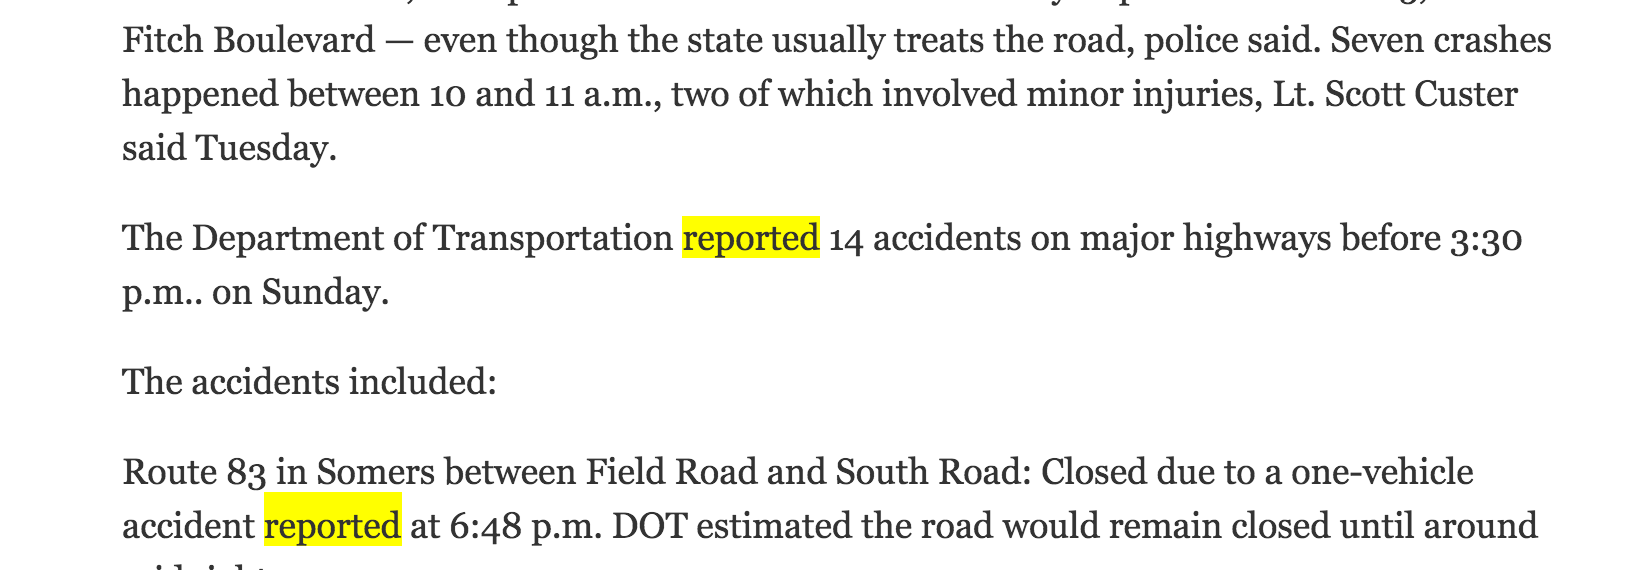 Fitch Boulevard — even though the state usually treats the road, police said. Seven crashes
happened between 10 and 11 a.m., two of which involved minor injuries, Lt. Scott Custer
said Tuesday.
The Department of Transportation reported 14 accidents on major highways before 3:30
p.m.. on Sunday.
The accidents included:
Route 83 in Somers between Field Road and South Road: Closed due to a one-vehicle
accident reported at 6:48 p.m. DOT estimated the road would remain closed until around